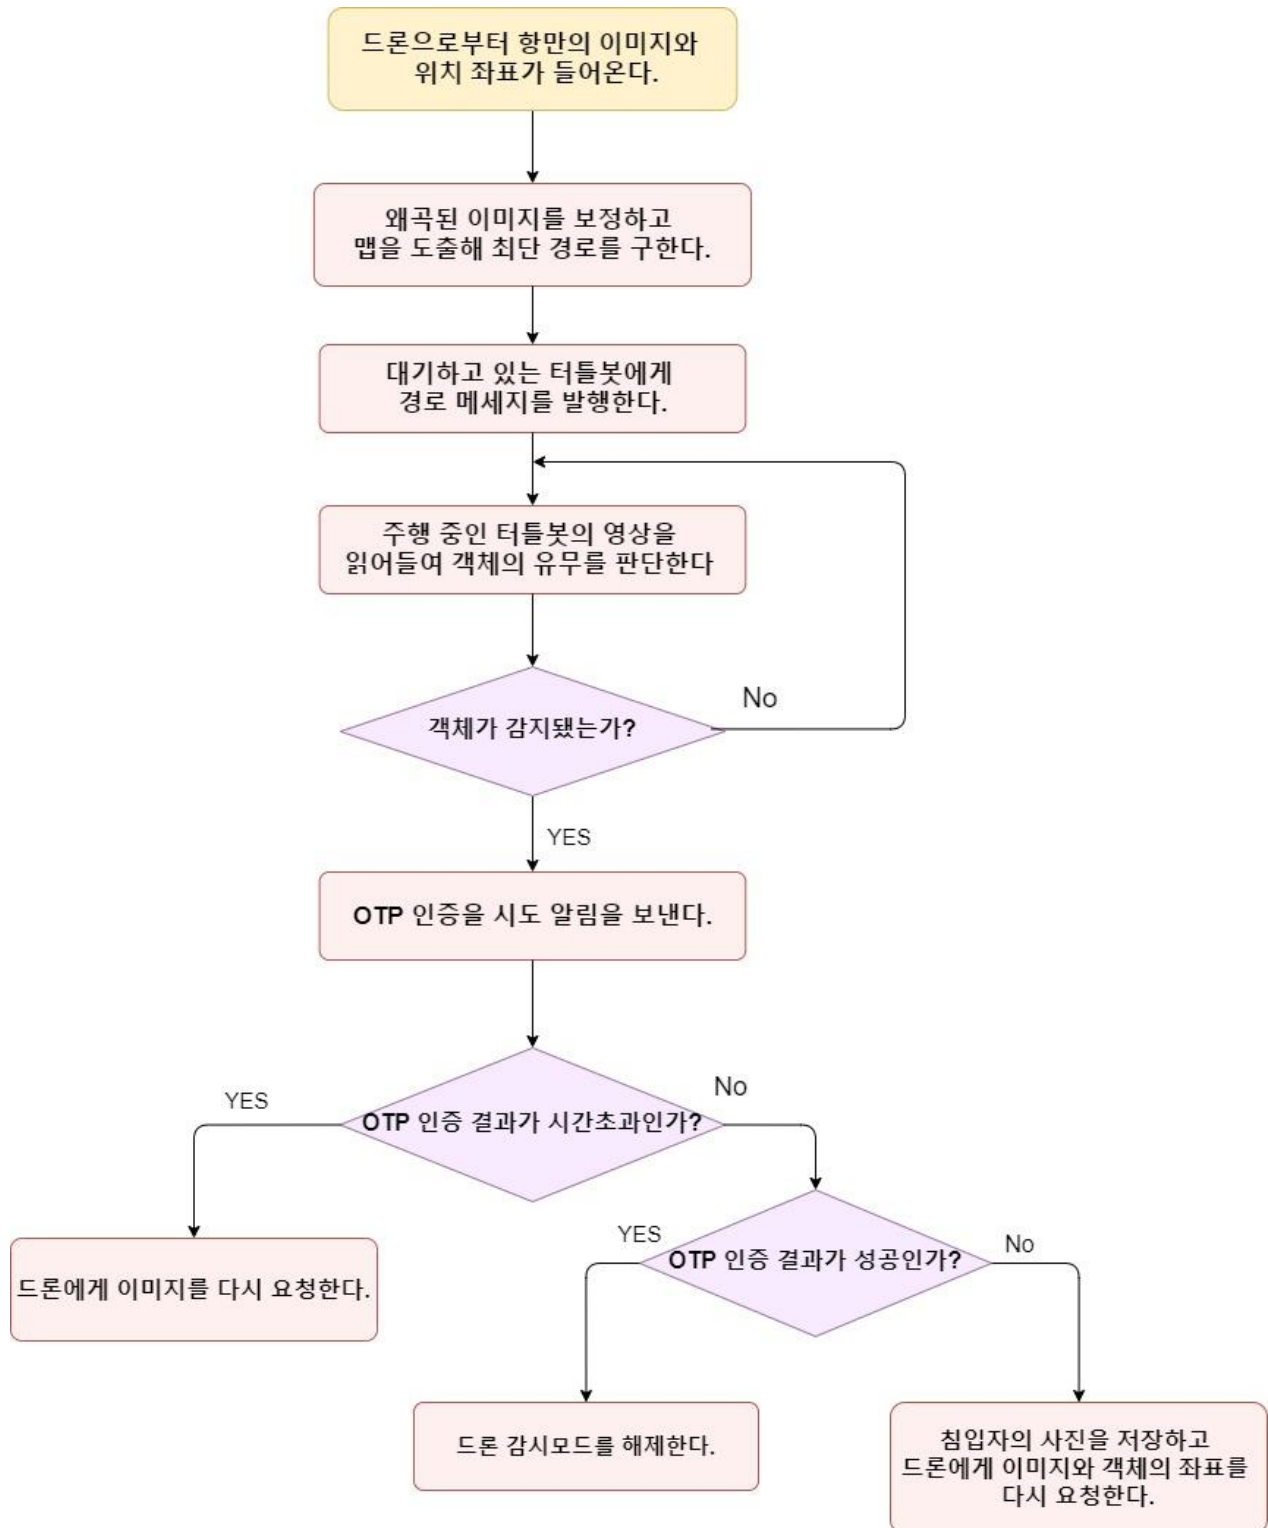 드론으로부터 항만의 이미지와
위치 좌표가 들어온다.
왜곡된 이미지를 보정하고
맵을 도출해 최단 경로를 구한다.
대기하고 있는 터틀봇에게
경로 메세지를 발행한다.
주행 중인 터틀봇의 영상을
읽어들여 객체의 유무를 판단한다
객체가 감지됐는가?
No
YES
OTP 인증을 시도 알림을 보낸다.
OTP 인증 결과가 시간초과인가?
YES
No
드론에게 이미지를 다시 요청한다.
OTP 인증 결과가 성공인가?
YES
No
드론 감시모드를 해제한다.
침입자의 사진을 저장하고
드론에게 이미지와 객체의 좌표를
다시 요청한다.